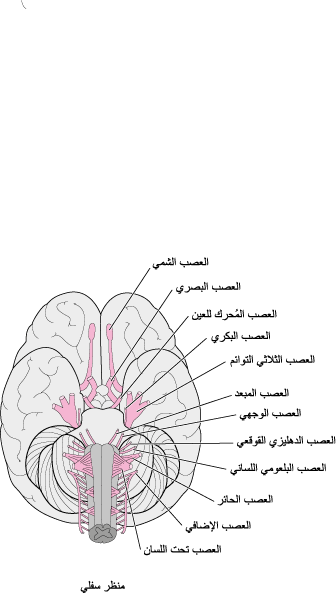 العصب الشمي
العصب البصري
العصب المُحرك للعين
العصب البكري
العصب الثلاثي التوائم
العصب المبعد
العصب الوجهي
العصب الدهليزي القوقعي
العصب البلعومي اللساني
العصب الحائر
العصب الإضافي
العصب تحت اللسان
منظر سفلي